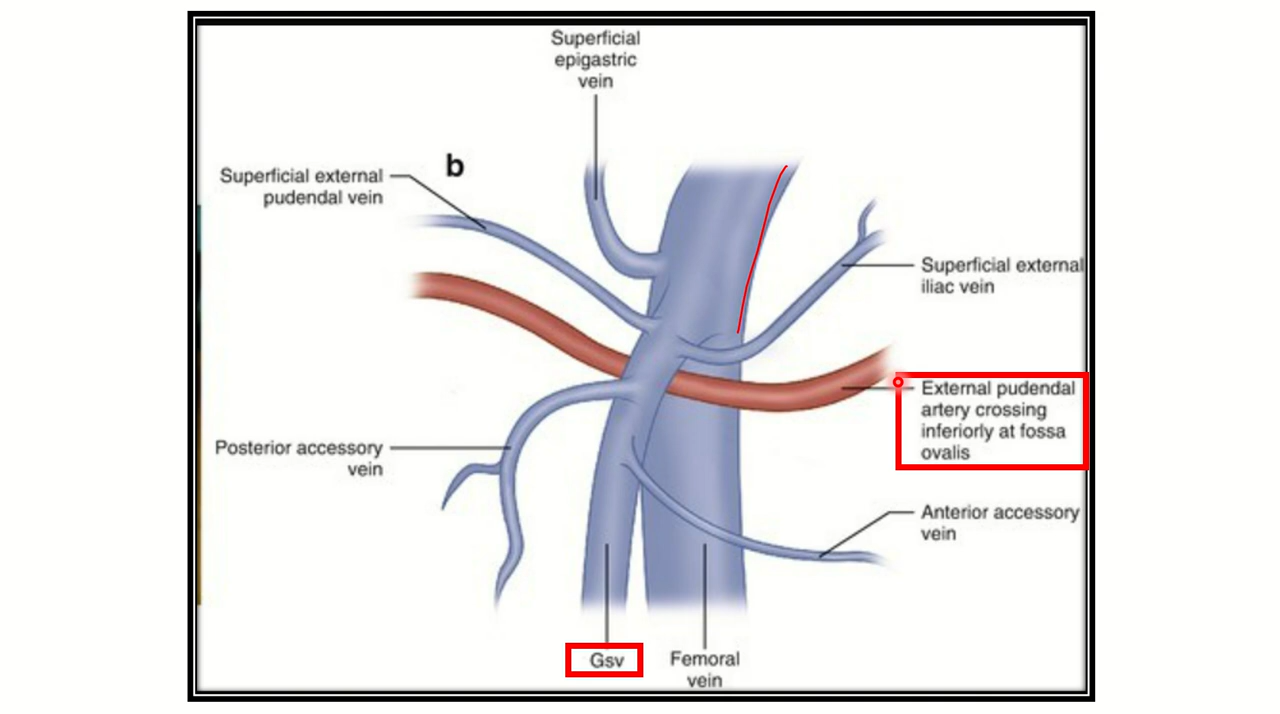 Superficial
epigastric
vein
b
Superficial external
pudendal vein
Superficial external
iliac vein
External pudendal
artery crossing
inferiorly at fossa
ovalis
Posterior accessory
vein
Anterior accessory
vein
Gsv
Femoral
vein